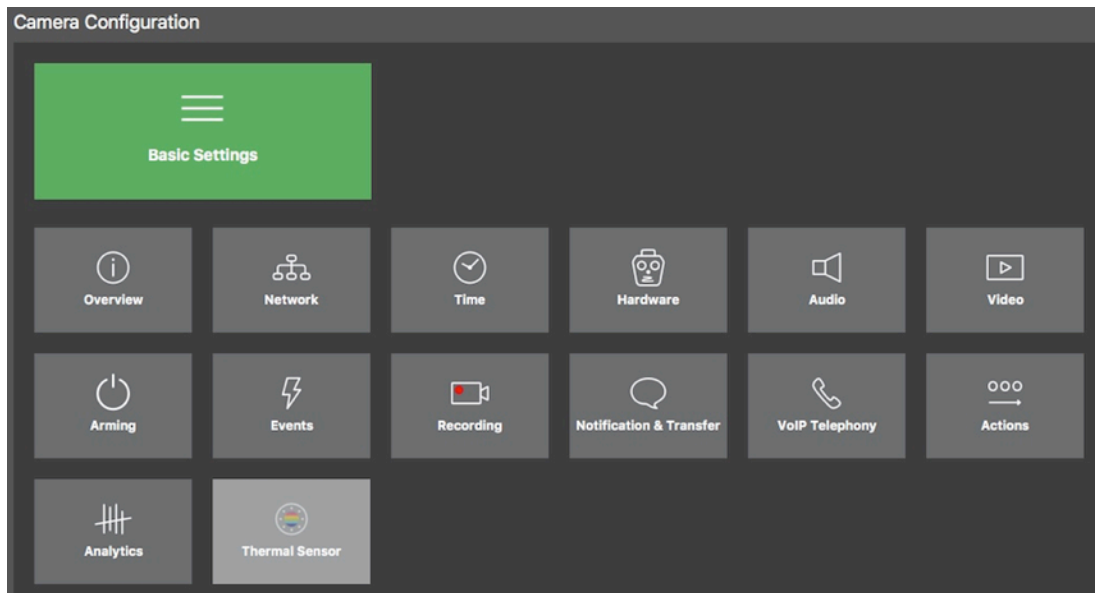 Camera Configuration
Basic Settings
Overview
Network
Time
Hardware
Audio
Video
Arming
Events
Recording
Notification & Transfer
VoIP Telephony
Actions
Analytics
Thermal Sensor